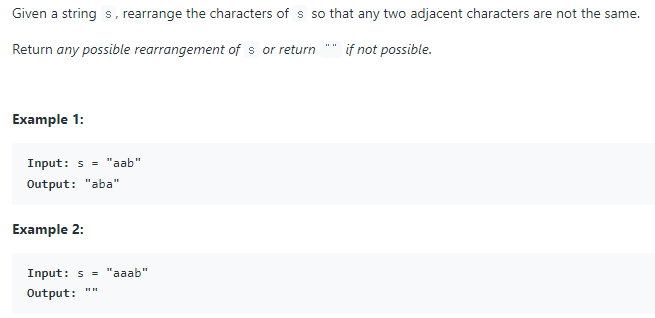 Given a string s, rearrange the characters of s so that any two adjacent characters are not the same.
Return any possible rearrangement of s or return "" if not possible.
Example 1:
Input: s = "aab"
Output: "aba"
Example 2:
Input: s = "aaab"
Output: ""